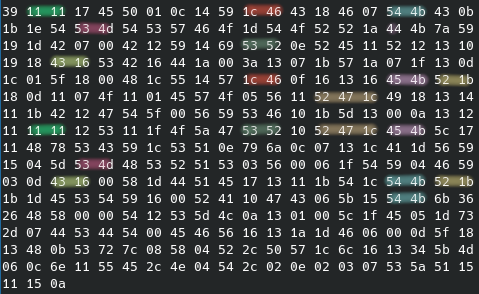 39 11 11 17 45 50 01 0c 14 59 1c 46 43 18 46 07 54 4b 43 0b
1b 1e 54 53 4d 54 53 57 46 4f 1d 54 4f 52 52 1a 44 4b 7a 59
19 1d 42 07 00 42 12 59 14 69 53 52 0e 52 45 11 52 12 13 10
19 18 43 16 53 42 16 44 1a 00 3a 13 07 1b 57 1a 07 1f 13 0d
1c 01 5f 18 00 48 1c 55 14 57 1c 46 0f 16 13 16 45 4b 52 1b
18 0d 11 07 4f 11 01 45 57 4f 05 56 11 52 47 1c 49 18 13 14
11 1b 42 12 47 54 5f 00 56 59 53 46 10 1b 5d 13 00 0a 13 12
11 11 11 12 53 11 1f 4f 5a 47 53 52 10 52 47 1c 45 4b 5c 17
11 48 78 53 43 59 1c 53 51 0e 79 6a 0c 07 13 1c 41 1d 56 59
15 04 5d 53 4d 48 53 52 51 53 03 56 00 06 1f 54 59 04 46 59
03 0d 43 16 00 58 1d 44 51 45 17 13 11 1b 54 1c 54 4b 52 1b
1b 1d 45 53 54 59 16 00 52 41 10 47 43 06 5b 15 54 4b 6b 36
26 48 58 00 00 54 12 53 5d 4c 0a 13 01 00 5c 1f 45 05 1d 73
2d 07 44 53 44 54 00 45 46 56 16 13 1a 1d 46 06 00 0d 5f 18
13 48 0b 53 72 7c 08 58 04 52 2c 50 57 1c 6c 16 13 34 5b 4d
06 0c 6e 11 55 45 2c 4e 04 54 2c 02 0e 02 03 07 53 5a 51 15
11 15 0a